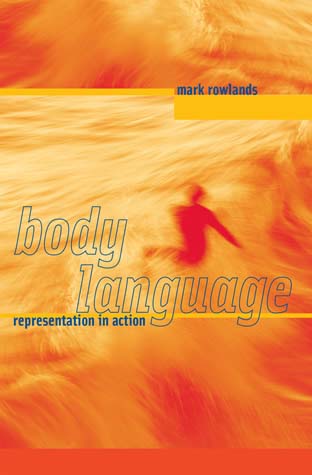 mark rowlands
body
language
representation in action